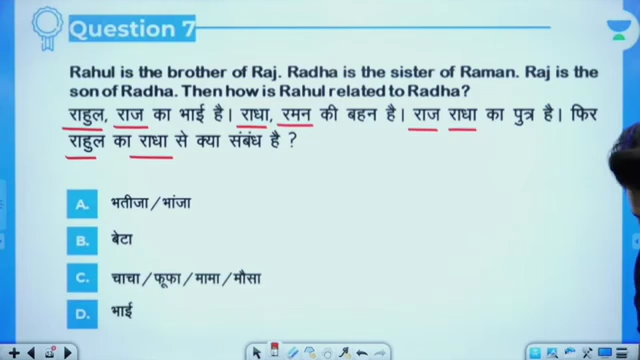 Question 7
Rahul is the brother of Raj. Radha is the sister of Raman. Raj is the
son of Radha. Then how is Rahul related to Radha?
राहुल, राज का भाई है। राधा, रमन की बहन है। राज राधा का पुत्र है। फिर
राहुल का राधा से क्या संबंध है ?
A. भतीजा/भांजा
B. बेटा
C. चाचा/फूफा/मामा/मौसा
D. भाई